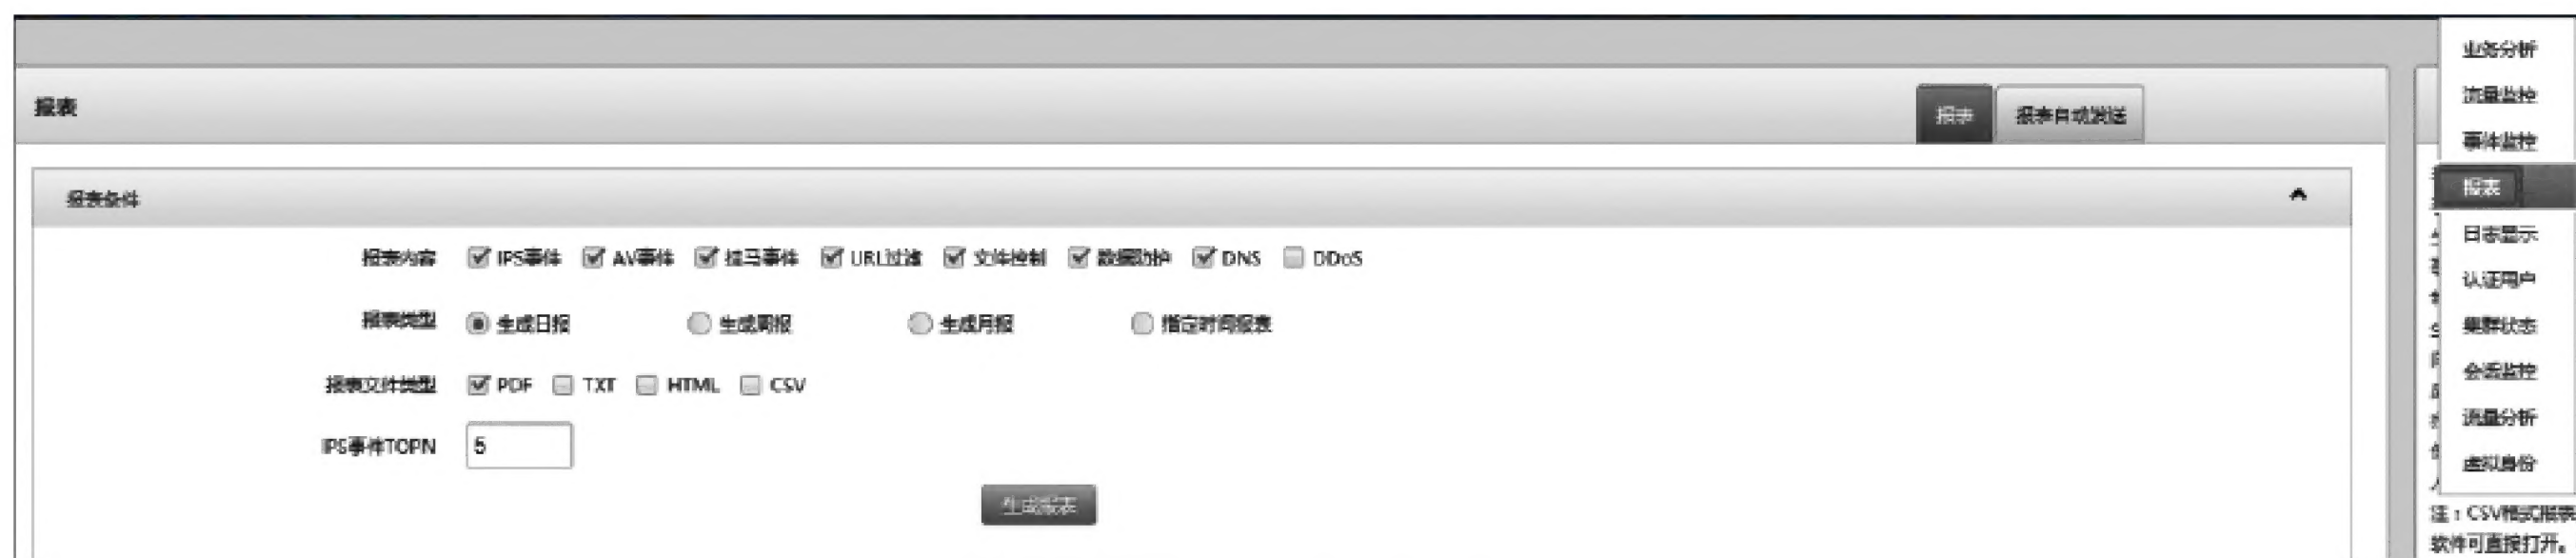 报表
报表 报表自动发送
报表条件
报表内容 IPS事件 AV事件 挂马事件 URL过滤 文件控制 数据防护 DNS DDoS
报表类型 生成日报 生成周报 生成月报 指定时间报表
报表文件类型 PDF TXT HTML CSV
IPS事件TOPN 5
生成报表
业务分析
流量监控
事件监控
报表
日志显示
认证用户
集群状态
会话监控
流量分析
虚拟身份
注：CSV格式报表
软件可直接打开。